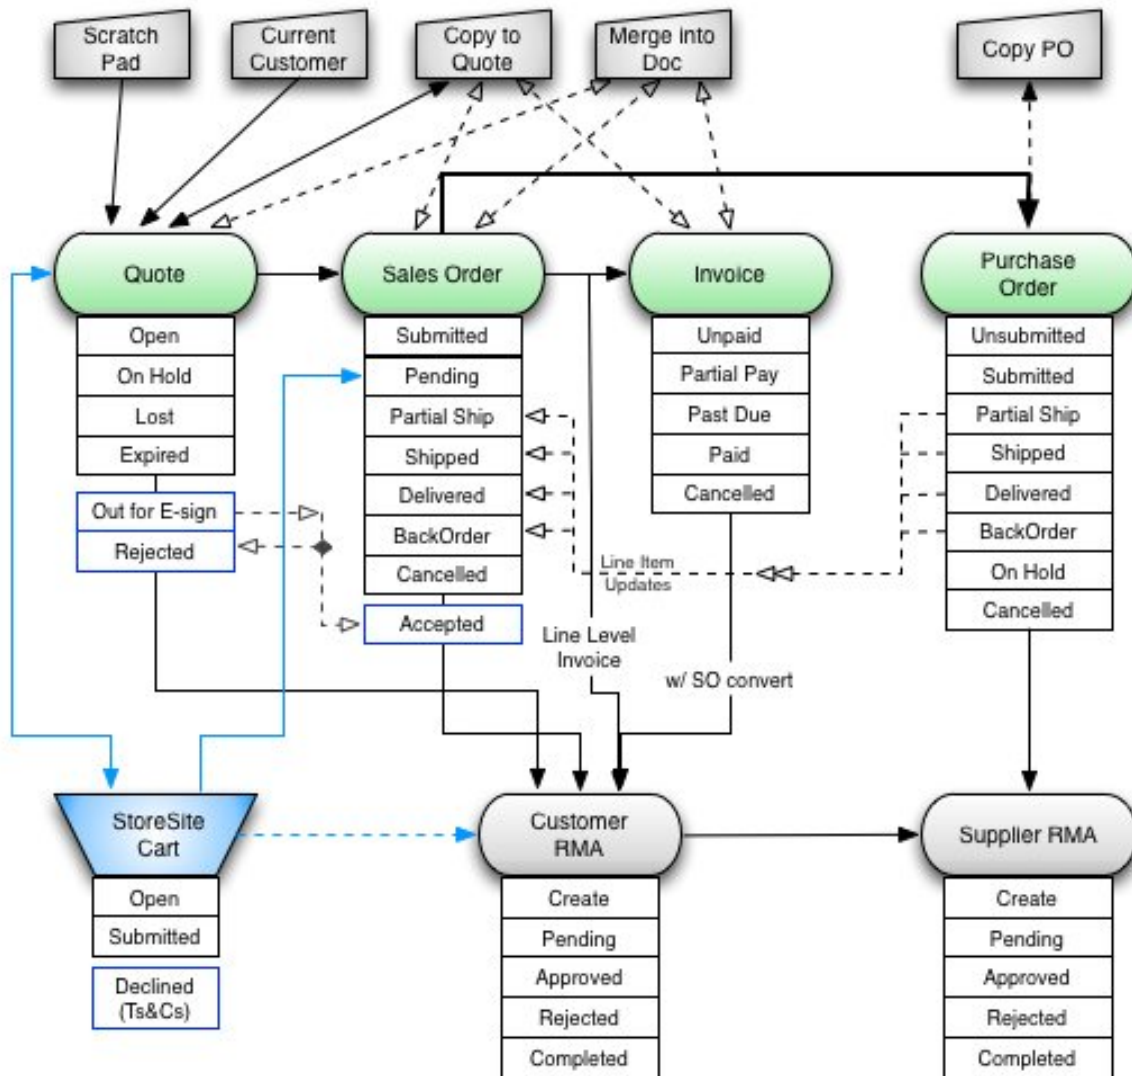 Scratch
Pad
Current
Customer
Copy to
Quote
Merge into
Doc
Copy PO
Quote
Sales Order
Invoice
Purchase
Order
Open
On Hold
Lost
Expired
Out for E-sign
Rejected
Submitted
Pending
Partial Ship
Shipped
Delivered
BackOrder
Cancelled
Accepted
Unpaid
Partial Pay
Past Due
Paid
Cancelled
Unsubmitted
Submitted
Partial Ship
Shipped
Delivered
BackOrder
On Hold
Cancelled
Line Item
Updates
Line Level
Invoice
w/ SO convert
StoreSite
Cart
Open
Submitted
Declined
(Ts&Cs)
Customer
RMA
Create
Pending
Approved
Rejected
Completed
Supplier RMA
Create
Pending
Approved
Rejected
Completed